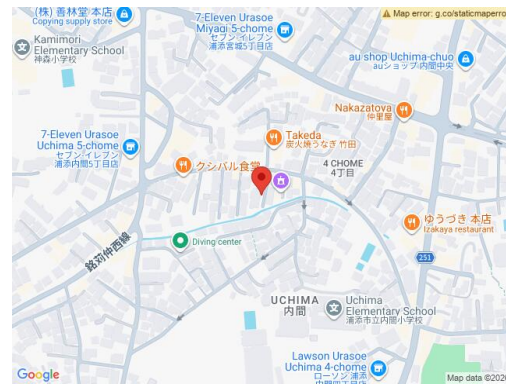 (株) 善林堂 本店
Copying supply store
7-Eleven Urasoe
Miyagi 5-chome
セブン-イレブン
浦添宮城5丁目店
Map error: g.co/staticmaperro
Kamimori
Elementary School
神森小学校
au shop Uchima-chuo
auショップ 内間中央
Nakazatoya
仲里屋
7-Eleven Urasoe
Uchima 5-chome
セブン-イレブン
浦添内間5丁目店
Takeda
炭火焼うなぎ 竹田
クシバル食堂
4 CHOME
4丁目
ゆうづき 本店
Izakaya restaurant
Diving center
251
UCHIMA
内間
Uchima
Elementary School
浦添市立内間小学校
Lawson Urasoe
Uchima 4-chome
ローソン 浦添
内間四丁目店
Google
Map data ©2026